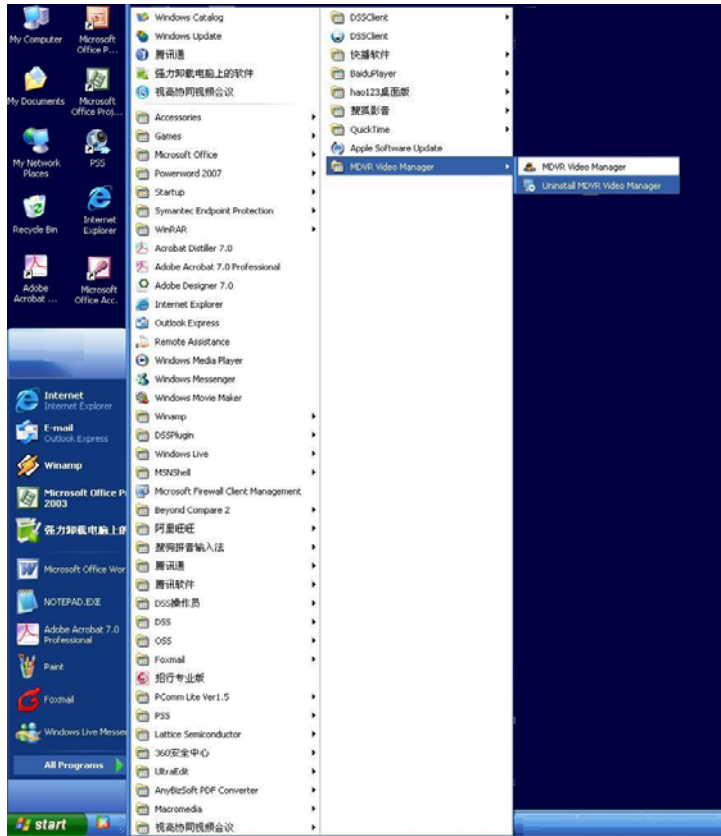 My Computer
Microsoft
Office P...
My Documents
Microsoft
Office Proj...
My Network
Places
PSS
Recycle Bin
Internet
Explorer
Adobe
Acrobat ...
Microsoft
Office Acc.
Internet
Internet Explorer
E-mail
Outlook Express
Winamp
Microsoft Office P
2003
强力卸载电脑上的
Microsoft Office Wor
NOTEPAD.EXE
Adobe Acrobat 7.0
Professional
Paint
Foxmail
Windows Live Messe
All Programs
start
Windows Catalog
Windows Update
腾讯通
强力卸载电脑上的软件
视高协同视频会议
Accessories
Games
Microsoft Office
Powerword 2007
Startup
Symantec Endpoint Protection
WinRAR
Acrobat Distiller 7.0
Adobe Acrobat 7.0 Professional
Adobe Designer 7.0
Internet Explorer
Outlook Express
Remote Assistance
Windows Media Player
Windows Messenger
Windows Movie Maker
Winamp
DSSPlugin
Windows Live
MSNShell
Microsoft Firewall Client Management
Beyond Compare 2
阿里旺旺
搜狗拼音输入法
腾讯通
腾讯软件
DSS操作员
DSS
OSS
Foxmail
招行专业版
PComm Lite Ver1.5
PSS
Lattice Semiconductor
360安全中心
UltraEdit
AnyBizSoft PDF Converter
Macromedia
视高协同视频会议
DSSClient
DSSClient
快播软件
BaiduPlayer
hao123桌面版
搜狐影音
QuickTime
Apple Software Update
MDVR Video Manager
MDVR Video Manager
Uninstall MDVR Video Manager